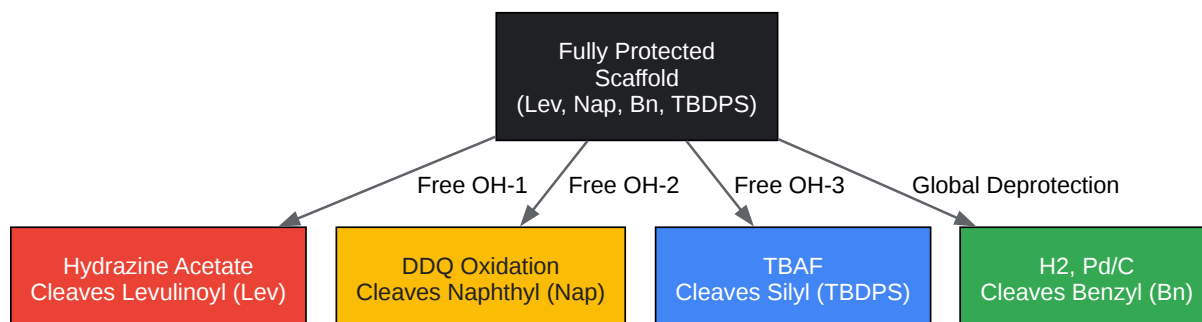 Fully Protected
Scaffold
(Lev, Nap, Bn, TBDPS)
Free OH-1
Free OH-2
Free OH-3
Global Deprotection
Hydrazine Acetate
Cleaves Levulinoyl (Lev)
DDQ Oxidation
Cleaves Naphthyl (Nap)
TBAF
Cleaves Silyl (TBDPS)
H2, Pd/C
Cleaves Benzyl (Bn)